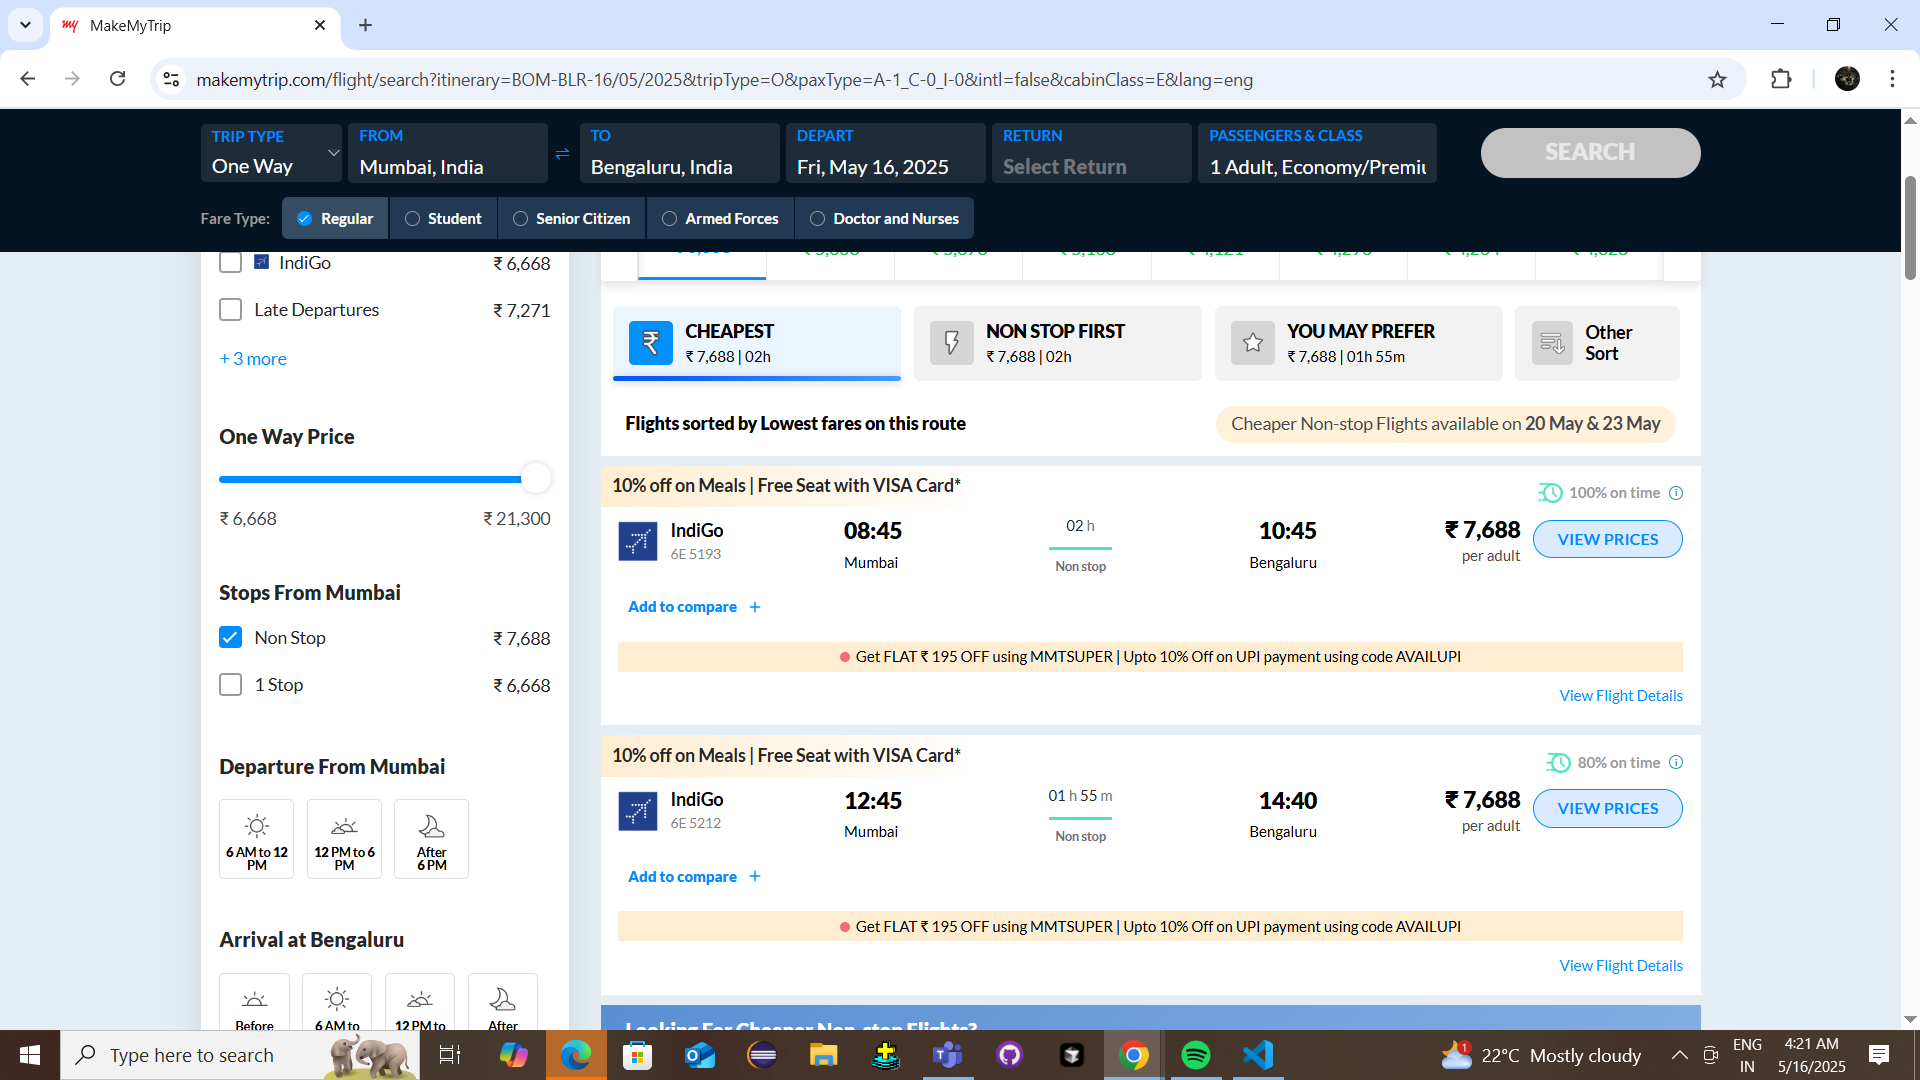 MakeMyTrip
makemytrip.com/flight/search?itinerary=BOM-BLR-16/05/2025&tripType=O&paxType=A-1_C-0_I-0&intl=false&cabinClass=E&lang=eng
TRIP TYPE
One Way
FROM
Mumbai, India
TO
Bengaluru, India
DEPART
Fri, May 16, 2025
RETURN
Select Return
PASSENGERS & CLASS
1 Adult, Economy/Premiu
SEARCH
Fare Type:
Regular
Student
Senior Citizen
Armed Forces
Doctor and Nurses
IndiGo ₹ 6,668
Late Departures ₹ 7,271
+ 3 more
One Way Price
₹ 6,668 ₹ 21,300
Stops From Mumbai
Non Stop ₹ 7,688
1 Stop ₹ 6,668
Departure From Mumbai
6 AM to 12 PM
12 PM to 6 PM
After 6 PM
Arrival at Bengaluru
Before
6 AM to
12 PM to
After
CHEAPEST
₹ 7,688 | 02h
NON STOP FIRST
₹ 7,688 | 02h
YOU MAY PREFER
₹ 7,688 | 01h 55m
Other Sort
Flights sorted by Lowest fares on this route
Cheaper Non-stop Flights available on 20 May & 23 May
10% off on Meals | Free Seat with VISA Card*
100% on time
IndiGo
6E 5193
08:45
Mumbai
02 h
Non stop
10:45
Bengaluru
₹ 7,688
per adult
VIEW PRICES
Add to compare +
Get FLAT ₹ 195 OFF using MMTSUPER | Upto 10% Off on UPI payment using code AVAILUPI
View Flight Details
10% off on Meals | Free Seat with VISA Card*
80% on time
IndiGo
6E 5212
12:45
Mumbai
01 h 55 m
Non stop
14:40
Bengaluru
₹ 7,688
per adult
VIEW PRICES
Add to compare +
Get FLAT ₹ 195 OFF using MMTSUPER | Upto 10% Off on UPI payment using code AVAILUPI
View Flight Details
Looking For Cheaper Non-stop Flights?
Type here to search
1
22°C Mostly cloudy
ENG
IN
4:21 AM
5/16/2025